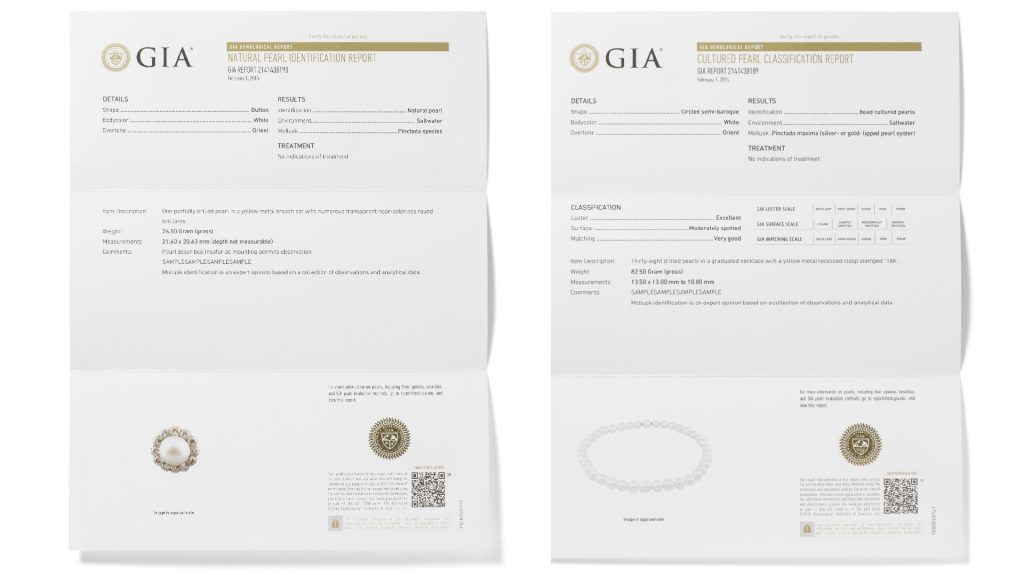 Verify this report at gia.edu
GIA®
GIA GEMOLOGICAL REPORT
NATURAL PEARL IDENTIFICATION REPORT
GIA REPORT 2141438190
February 1, 2015
DETAILS
Shape Button
Bodycolor White
Overtone Orient
RESULTS
Identification Natural pearl
Environment Saltwater
Mollusk Pinctada species
TREATMENT
No indications of treatment
Item Description: One partially drilled pearl in a yellow metal brooch set with numerous transparent near-colorless round
brilliants.
Weight: 26.50 Gram (gross)
Measurements: 21.60 x 20.63 mm (depth not measurable)
Comments: Pearl described insofar as mounting permits observation.
SAMPLESAMPLESAMPLESAMPLE
Mollusk identification is an expert opinion based on a collection of observations and analytical data.
For more information on pearls, including their species, localities,
and GIA pearl evaluation methods, go to reportcheck.gia.edu and
view this report.
reportcheck.gia.edu
Image is approximate
Verify this report at gia.edu
GIA®
GIA GEMOLOGICAL REPORT
CULTURED PEARL CLASSIFICATION REPORT
GIA REPORT 2141438189
February 1, 2015
DETAILS
Shape circled semi-baroque
Bodycolor White
Overtone Orient
RESULTS
Identification Bead cultured pearls
Environment Saltwater
Mollusk Pinctada maxima (silver- or gold- lipped pearl oyster)
TREATMENT
No indications of treatment
CLASSIFICATION
Luster Excellent
Surface Moderately spotted
Matching Very good
GIA LUSTER SCALE EXCELLENT VERY GOOD GOOD FAIR POOR
GIA SURFACE SCALE CLEAN LIGHTLY SPOTTED MODERATELY SPOTTED HEAVILY SPOTTED
GIA MATCHING SCALE EXCELLENT VERY GOOD GOOD FAIR POOR
Item Description: Thirty-eight drilled pearls in a graduated necklace with a yellow metal recessed clasp stamped "18K".
Weight: 82.50 Gram (gross)
Measurements: 13.50 x 13.00 mm to 10.00 mm
Comments: SAMPLESAMPLESAMPLESAMPLE
Mollusk identification is an expert opinion based on a collection of observations and analytical data.
For more information on pearls, including their species, localities,
and GIA pearl evaluation methods, go to reportcheck.gia.edu and
view this report.
reportcheck.gia.edu
Image is approximate